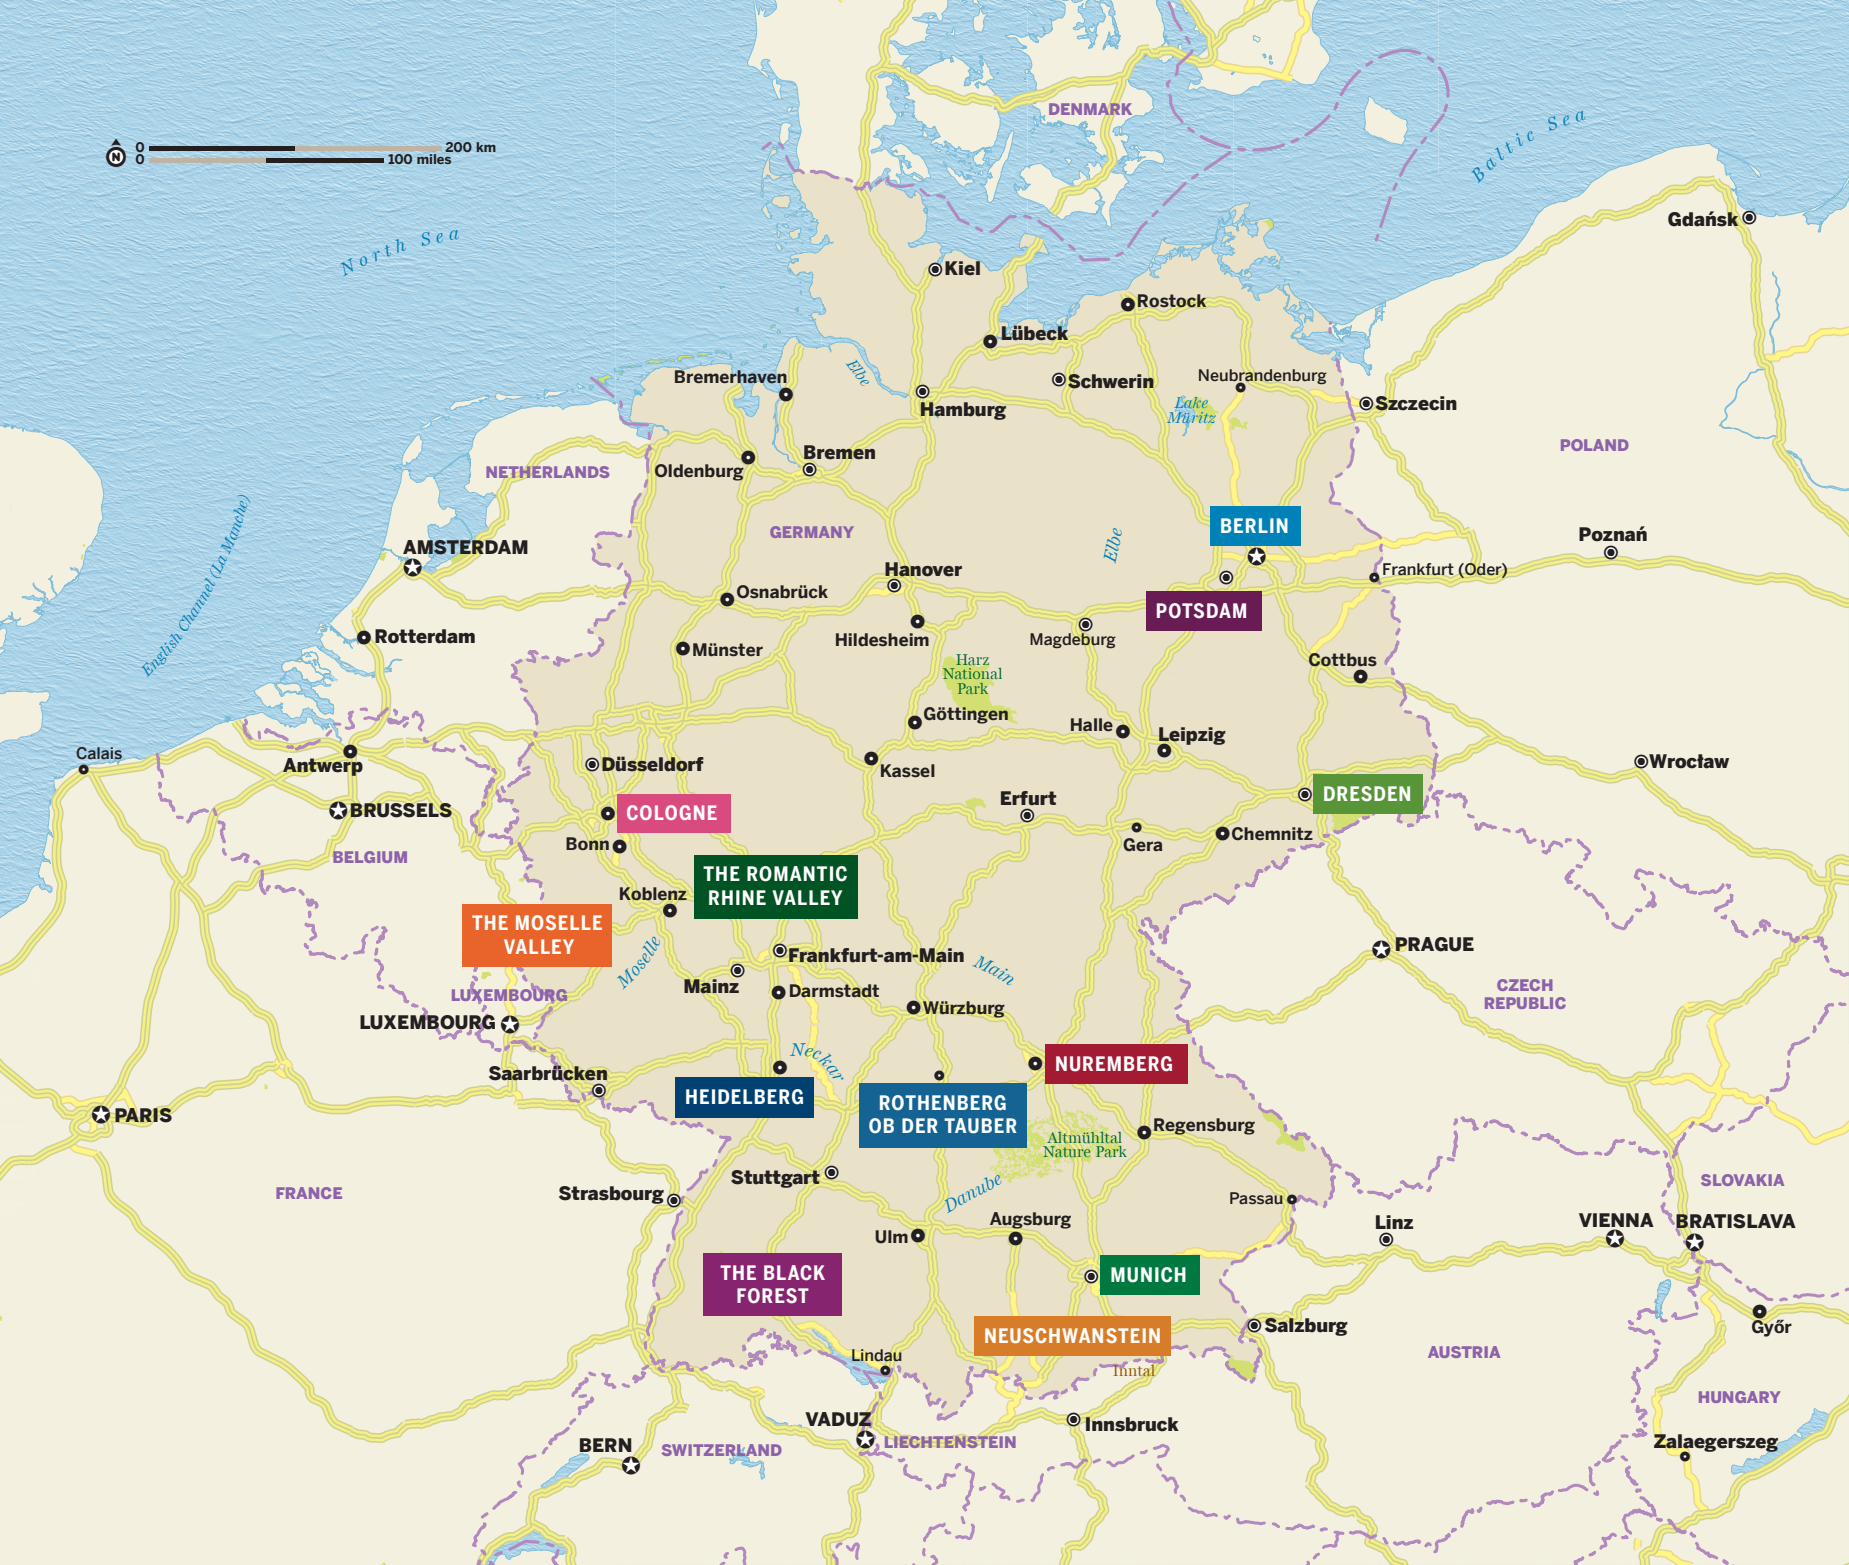 DENMARK
0 200 km
N
0 100 miles
Baltic Sea
North Sea
Gdańsk
Kiel
Rostock
Lübeck
Elbe
Bremerhaven
Schwerin
Neubrandenburg
Hamburg
Lake
Müritz
Szczecin
Bremen
POLAND
Oldenburg
NETHERLANDS
GERMANY
BERLIN
Elbe
AMSTERDAM
Poznań
Hanover
Frankfurt (Oder)
Osnabrück
POTSDAM
English Channel (La Manche)
Rotterdam
Hildesheim
Magdeburg
Münster
Harz
National
Park
Cottbus
Göttingen
Halle
Leipzig
Calais
Antwerp
Düsseldorf
Kassel
Wrocław
DRESDEN
Erfurt
BRUSSELS
COLOGNE
Chemnitz
Bonn
Gera
BELGIUM
THE ROMANTIC
RHINE VALLEY
Koblenz
THE MOSELLE
VALLEY
Moselle
Frankfurt-am-Main
Main
PRAGUE
Mainz
Darmstadt
CZECH
REPUBLIC
LUXEMBOURG
Würzburg
LUXEMBOURG
Neckar
NUREMBERG
Saarbrücken
HEIDELBERG
ROTHENBERG
OB DER TAUBER
PARIS
Regensburg
Altmühltal
Nature Park
Stuttgart
SLOVAKIA
FRANCE
Strasbourg
Danube
Passau
Augsburg
Linz
VIENNA
BRATISLAVA
Ulm
THE BLACK
FOREST
MUNICH
Salzburg
Győr
NEUSCHWANSTEIN
Lindau
Inntal
AUSTRIA
HUNGARY
VADUZ
Innsbruck
BERN
SWITZERLAND
LIECHTENSTEIN
Zalaegerszeg